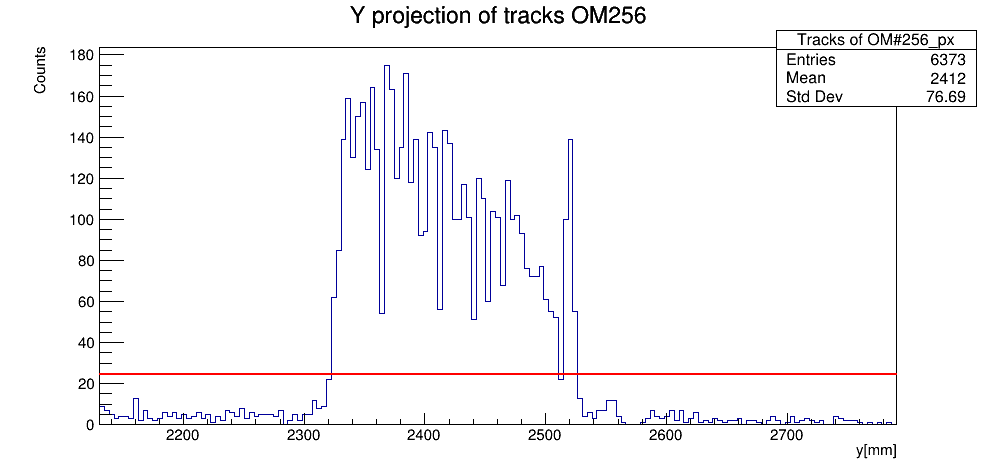 Y projection of tracks OM256
Tracks of OM#256_px
Entries 6373
Mean 2412
Std Dev 76.69
Counts
180
160
140
120
100
80
60
40
20
0
2200 2300 2400 2500 2600 2700
y[mm]